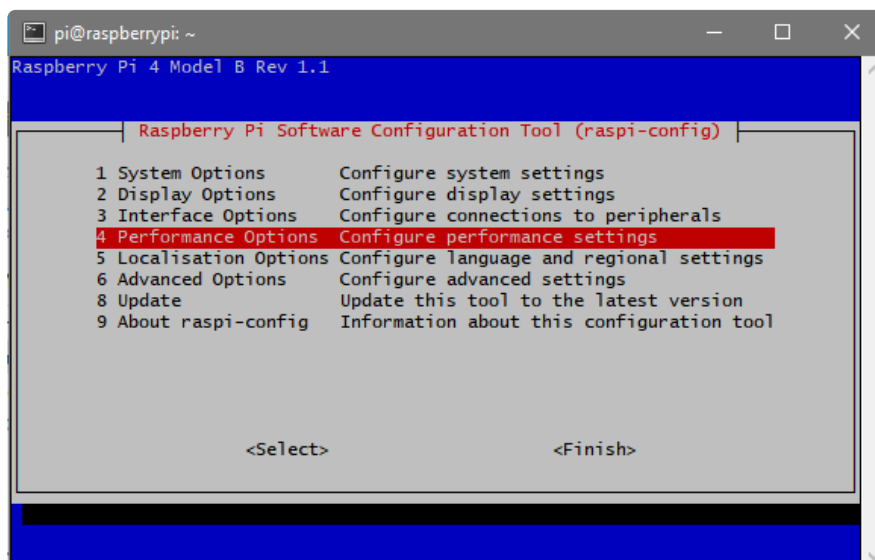 pi@raspberrypi: ~
Raspberry Pi 4 Model B Rev 1.1
Raspberry Pi Software Configuration Tool (raspi-config)
1 System Options Configure system settings
2 Display Options Configure display settings
3 Interface Options Configure connections to peripherals
4 Performance Options Configure performance settings
5 Localisation Options Configure language and regional settings
6 Advanced Options Configure advanced settings
8 Update Update this tool to the latest version
9 About raspi-config Information about this configuration tool
<Select> <Finish>